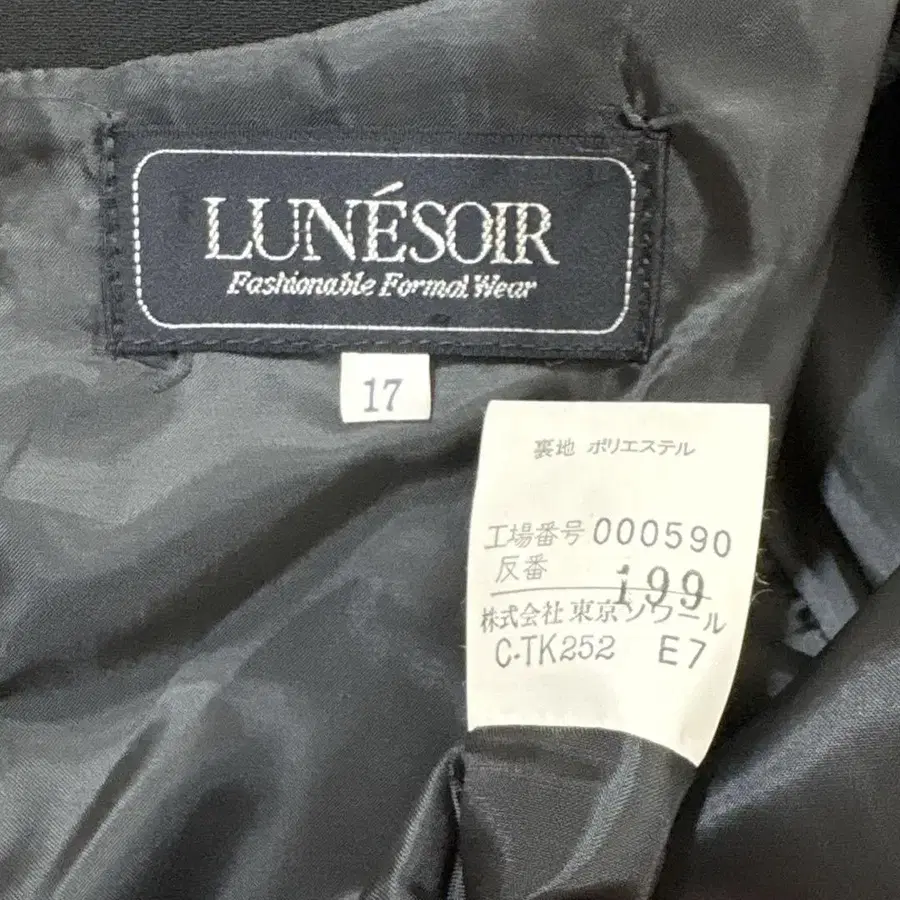 LUNÉSOIR
Fashionable Formal Wear
17
裏地 ポリエステル
工場番号 000590
反番 199
株式会社 東京ソワール
C-TK252 E7